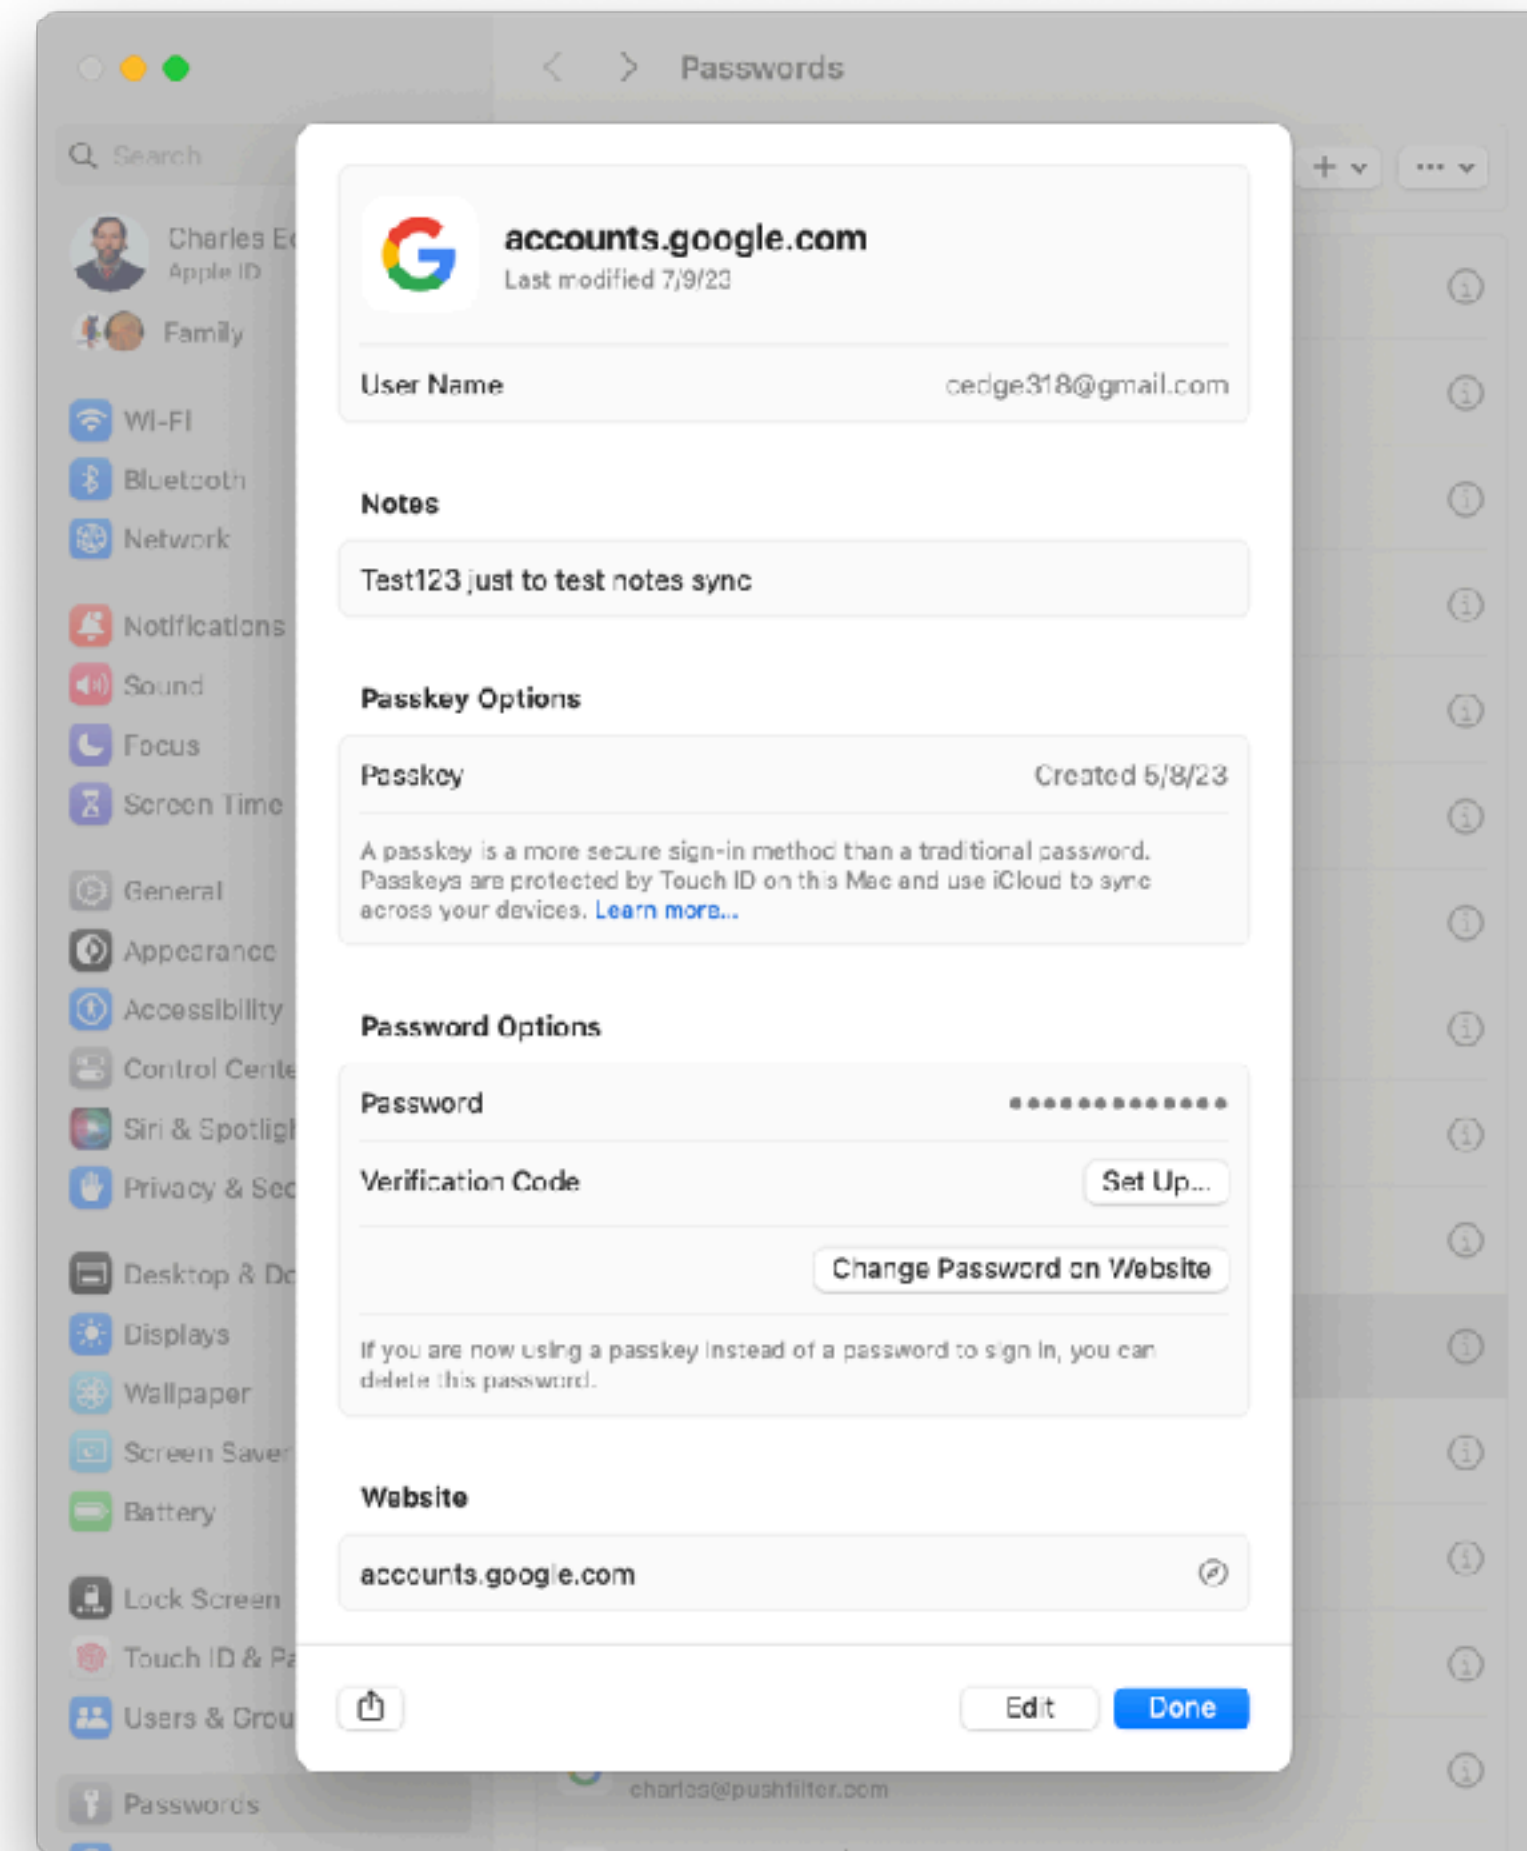 Passwords
Search
Charles Ed
Apple ID
Family
Wi-Fi
Bluetooth
Network
Notifications
Sound
Focus
Screen Time
General
Appearance
Accessibility
Control Cente
Siri & Spotligh
Privacy & Sec
Desktop & Do
Displays
Wallpaper
Screen Saver
Battery
Lock Screen
Touch ID & Pa
Users & Grou
Passwords
accounts.google.com
Last modified 7/9/23
User Name cedge318@gmail.com
Notes
Test123 just to test notes sync
Passkey Options
Passkey Created 5/8/23
A passkey is a more secure sign-in method than a traditional password.
Passkeys are protected by Touch ID on this Mac and use iCloud to sync
across your devices. Learn more...
Password Options
Password •••••••••••••
Verification Code Set Up...
Change Password on Website
If you are now using a passkey instead of a password to sign in, you can
delete this password.
Website
accounts.google.com
Edit Done
charles@pushfilter.com